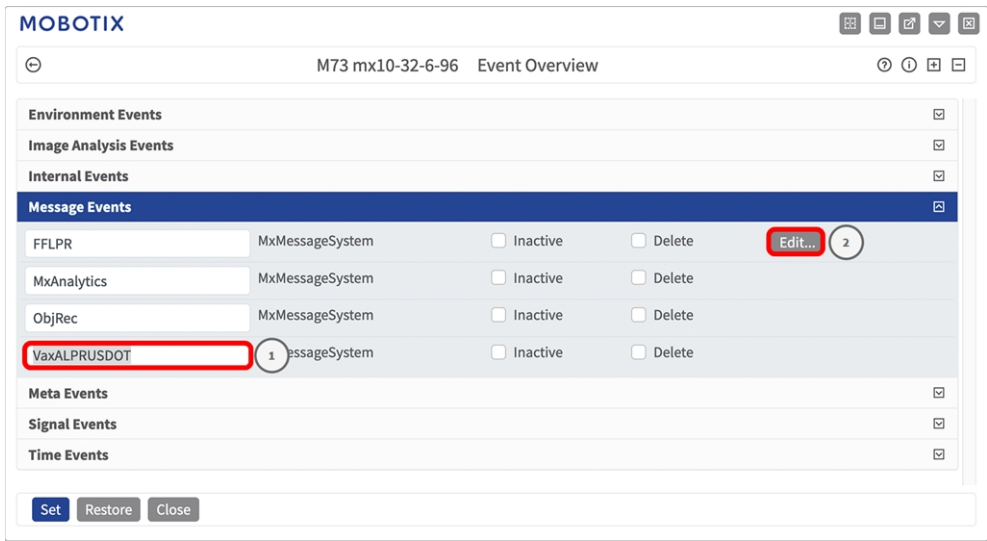 MOBOTIX
M73 mx10-32-6-96 Event Overview
Environment Events
Image Analysis Events
Internal Events
Message Events
FFLPR MxMessageSystem Inactive Delete Edit... 2
MxAnalytics MxMessageSystem Inactive Delete
ObjRec MxMessageSystem Inactive Delete
VaxALPRUSDOT 1 essageSystem Inactive Delete
Meta Events
Signal Events
Time Events
Set Restore Close